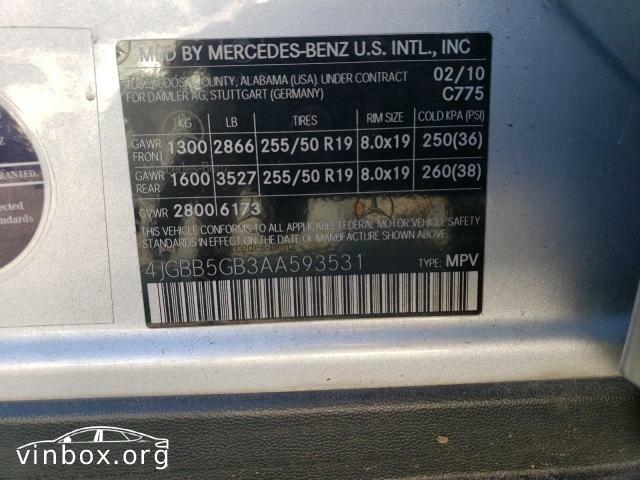 MFD BY MERCEDES-BENZ U.S. INTL., INC
TUSCALOOSA COUNTY, ALABAMA (USA). UNDER CONTRACT
FOR DAIMLER AG, STUTTGART (GERMANY)
02/10
C775
KG LB TIRES RIM SIZE COLD KPA (PSI)
GAWR FRONT 1300 2866 255/50 R19 8.0x19 250(36)
GAWR REAR 1600 3527 255/50 R19 8.0x19 260(38)
GVWR 2800 6173
THIS VEHICLE CONFORMS TO ALL APPLICABLE FEDERAL MOTOR VEHICLE SAFETY
STANDARDS IN EFFECT ON THE DATE OF MANUFACTURE SHOWN ABOVE.
4JGBB5GB3AA593531
TYPE: MPV
vinbox.org